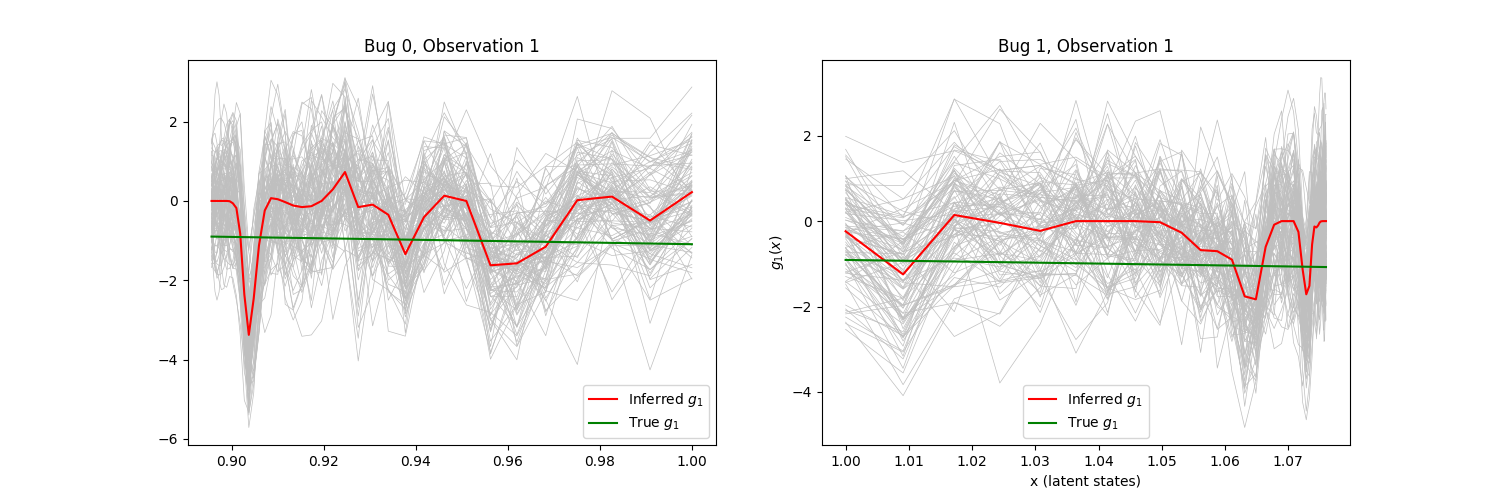 Bug 0, Observation 1
2
0
−2
−4
−6
0.90 0.92 0.94 0.96 0.98 1.00
Inferred g₁
True g₁
Bug 1, Observation 1
g₁(x)
2
0
−2
−4
1.00 1.01 1.02 1.03 1.04 1.05 1.06 1.07
x (latent states)
Inferred g₁
True g₁